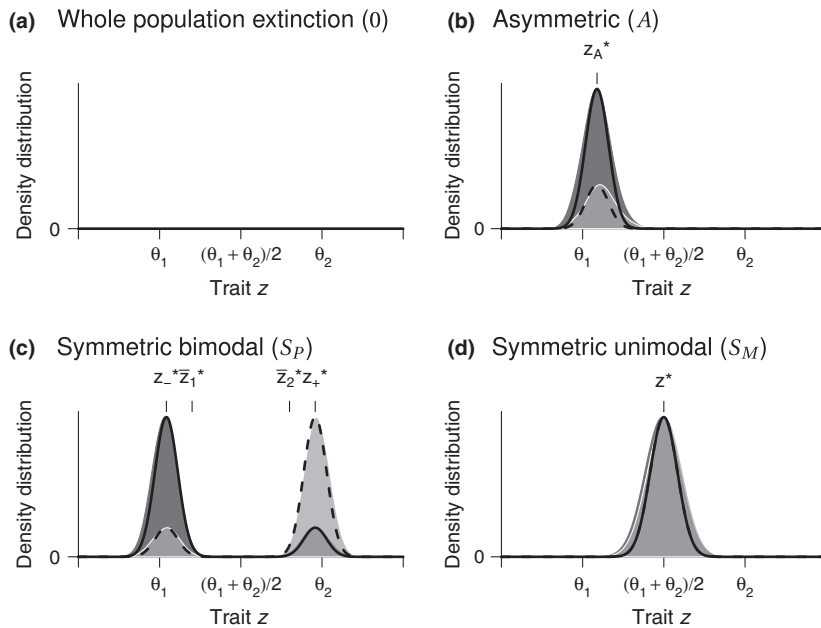 (a) Whole population extinction (0)
Density distribution
0
θ1 (θ1 + θ2)/2 θ2
Trait z
(b) Asymmetric (A)
zA*
Density distribution
0
θ1 (θ1 + θ2)/2 θ2
Trait z
(c) Symmetric bimodal (SP)
z−* z̅1* z̅2* z+*
Density distribution
0
θ1 (θ1 + θ2)/2 θ2
Trait z
(d) Symmetric unimodal (SM)
z*
Density distribution
0
θ1 (θ1 + θ2)/2 θ2
Trait z